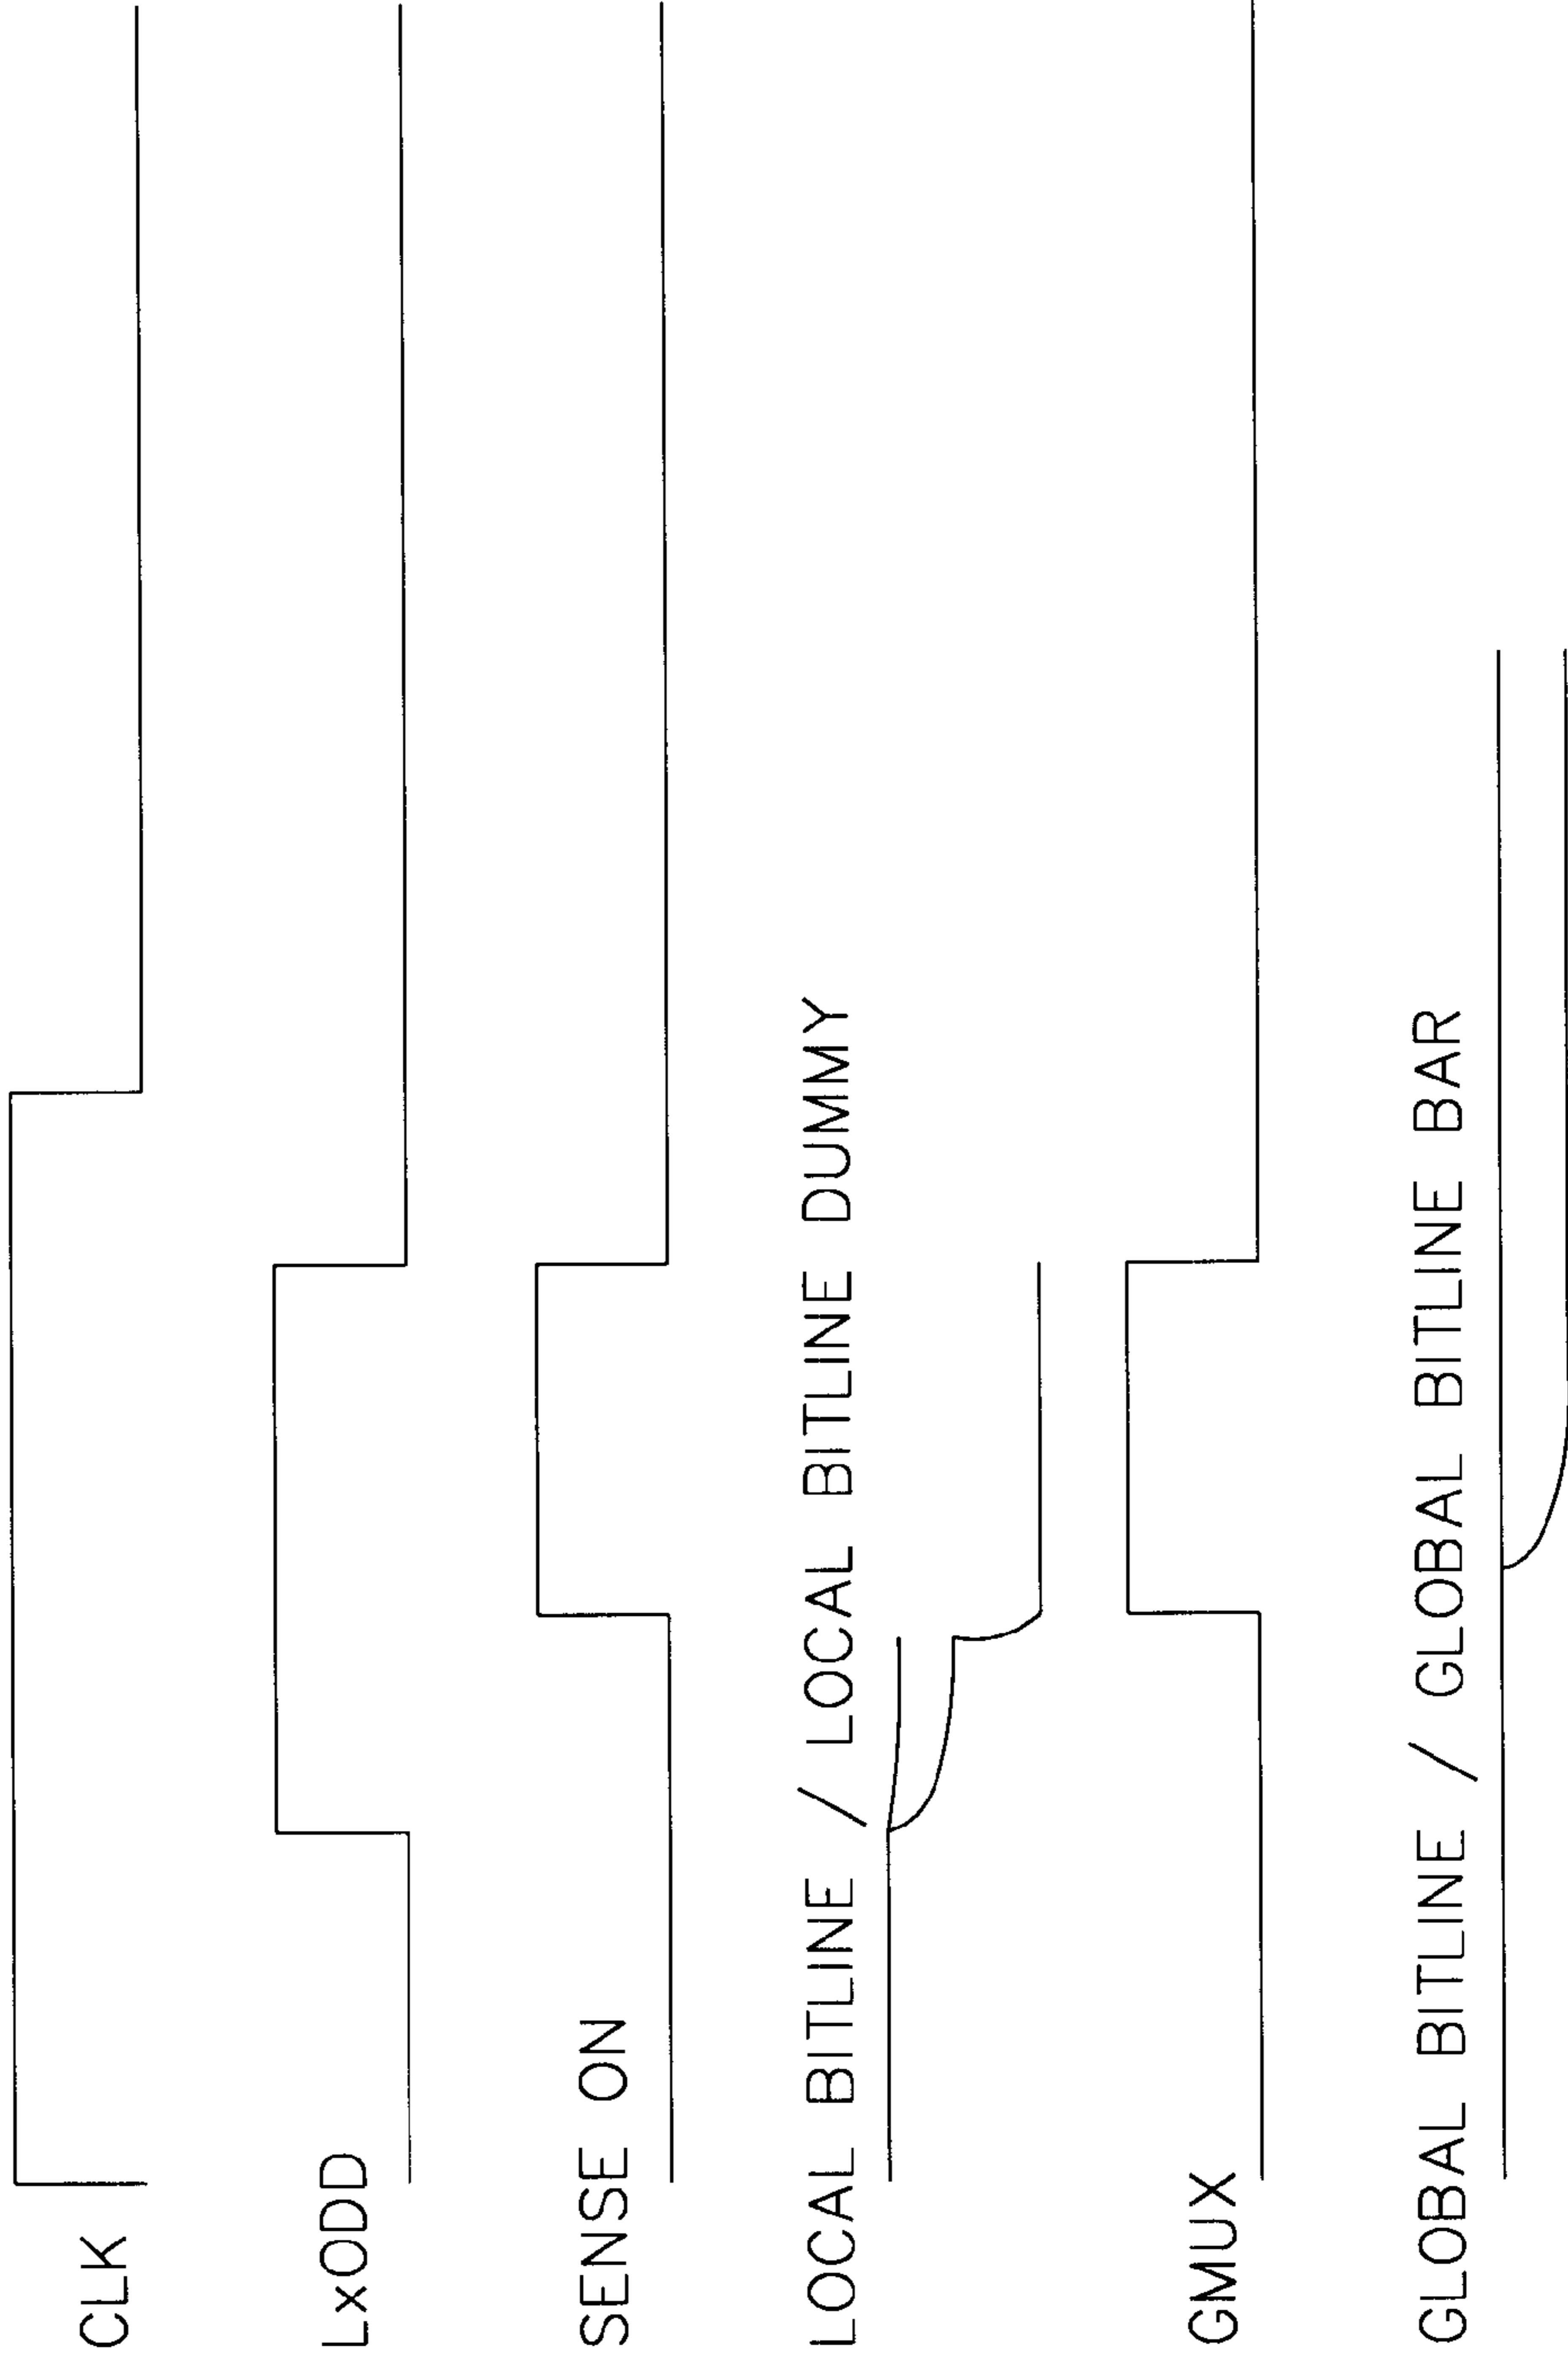 CLK
LxODD
SENSE ON
LOCAL BITLINE / LOCAL BITLINE DUMMY
GMUX
GLOBAL BITLINE / GLOBAL BITLINE BAR